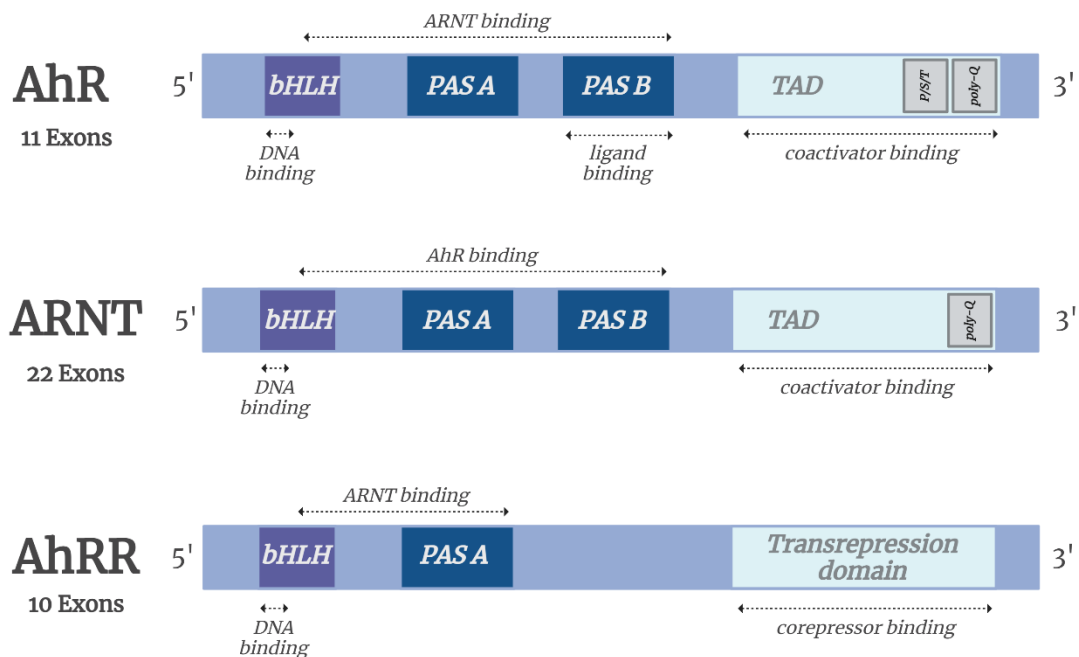 ARNT binding
AhR
11 Exons
5'
bHLH
PAS A
PAS B
TAD
P/S/T
poly-Q
3'
DNA
binding
ligand
binding
coactivator binding
AhR binding
ARNT
22 Exons
5'
bHLH
PAS A
PAS B
TAD
poly-Q
3'
DNA
binding
coactivator binding
ARNT binding
AhRR
10 Exons
5'
bHLH
PAS A
Transrepression
domain
3'
DNA
binding
corepressor binding